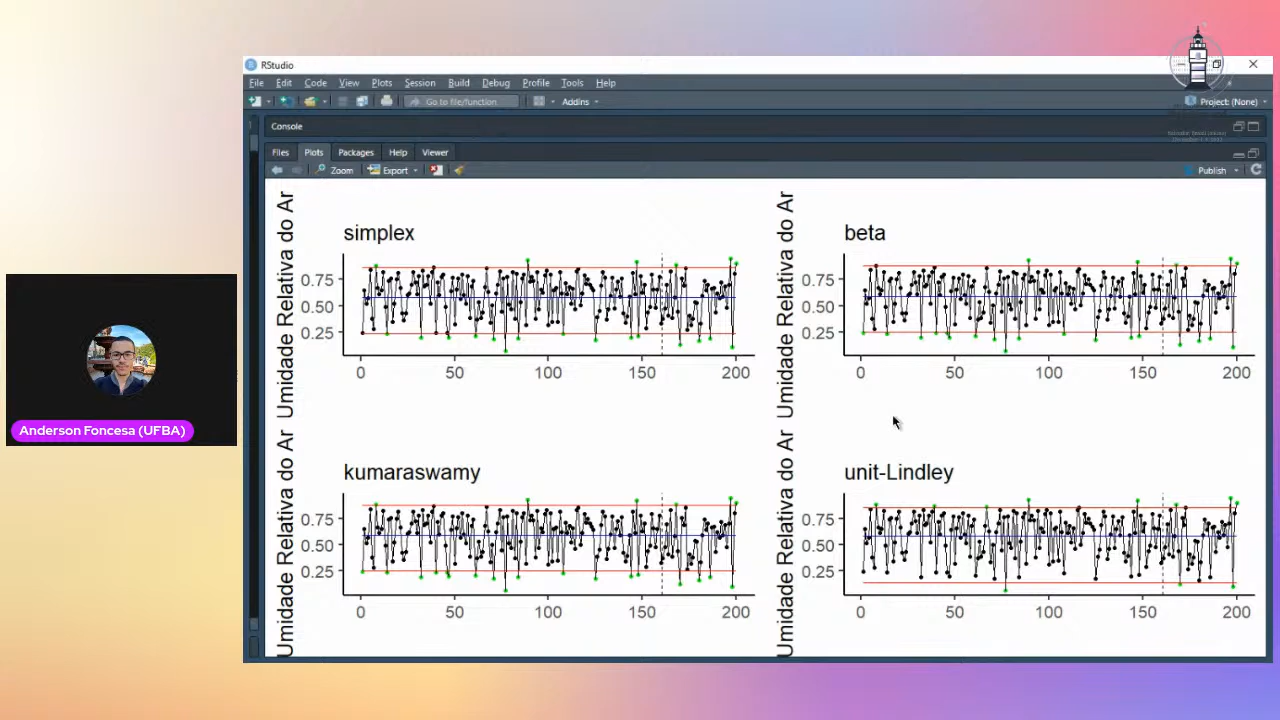 RStudio
File Edit Code View Plots Session Build Debug Profile Tools Help
Go to file/function Addins Project: (None)
Console
Files Plots Packages Help Viewer
Zoom Export Publish
simplex
Umidade Relativa do Ar
0.75
0.50
0.25
0 50 100 150 200
beta
Umidade Relativa do Ar
0.75
0.50
0.25
0 50 100 150 200
Anderson Foncesa (UFBA)
kumaraswamy
Umidade Relativa do Ar
0.75
0.50
0.25
0 50 100 150 200
unit-Lindley
Umidade Relativa do Ar
0.75
0.50
0.25
0 50 100 150 200